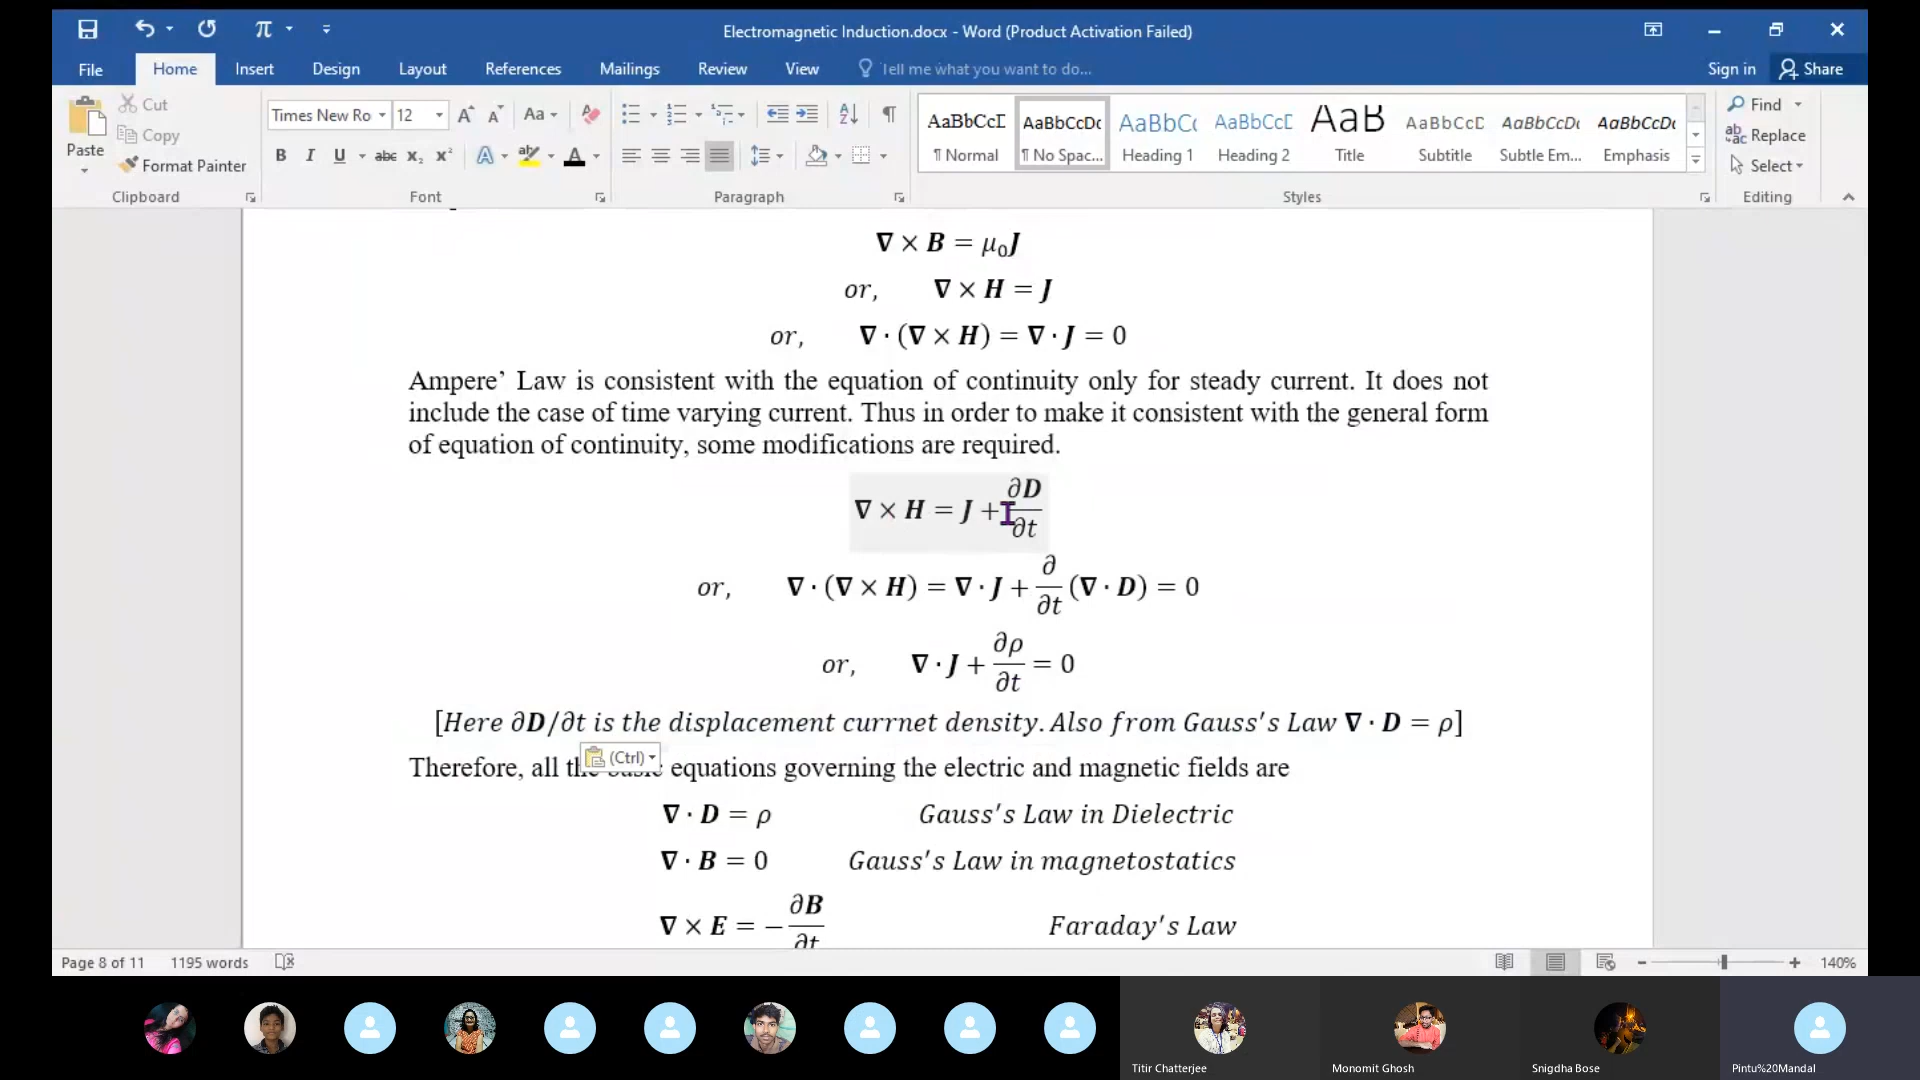 Electromagnetic Induction.docx - Word (Product Activation Failed)
File Home Insert Design Layout References Mailings Review View Tell me what you want to do... Sign in Share
Paste
Cut
Copy
Format Painter
Clipboard
Times New Ro 12
Font
Paragraph
AaBbCcD AaBbCcDc AaBbCc AaBbCcD AaB AaBbCcD AaBbCcDc AaBbCcDc
¶ Normal ¶ No Spac... Heading 1 Heading 2 Title Subtitle Subtle Em... Emphasis
Styles
Find
Replace
Select
Editing
∇ × B = μ₀J
or, ∇ × H = J
or, ∇ · (∇ × H) = ∇ · J = 0
Ampere’ Law is consistent with the equation of continuity only for steady current. It does not
include the case of time varying current. Thus in order to make it consistent with the general form
of equation of continuity, some modifications are required.
∇ × H = J + ∂D/∂t
or, ∇ · (∇ × H) = ∇ · J + ∂/∂t (∇ · D) = 0
or, ∇ · J + ∂ρ/∂t = 0
[Here ∂D/∂t is the displacement currnet density. Also from Gauss's Law ∇ · D = ρ]
(Ctrl)
Therefore, all the basic equations governing the electric and magnetic fields are
∇ · D = ρ Gauss's Law in Dielectric
∇ · B = 0 Gauss's Law in magnetostatics
∇ × E = − ∂B/∂t Faraday's Law
Page 8 of 11 1195 words 140%
Titir Chatterjee Monomit Ghosh Snigdha Bose Pintu%20Mandal